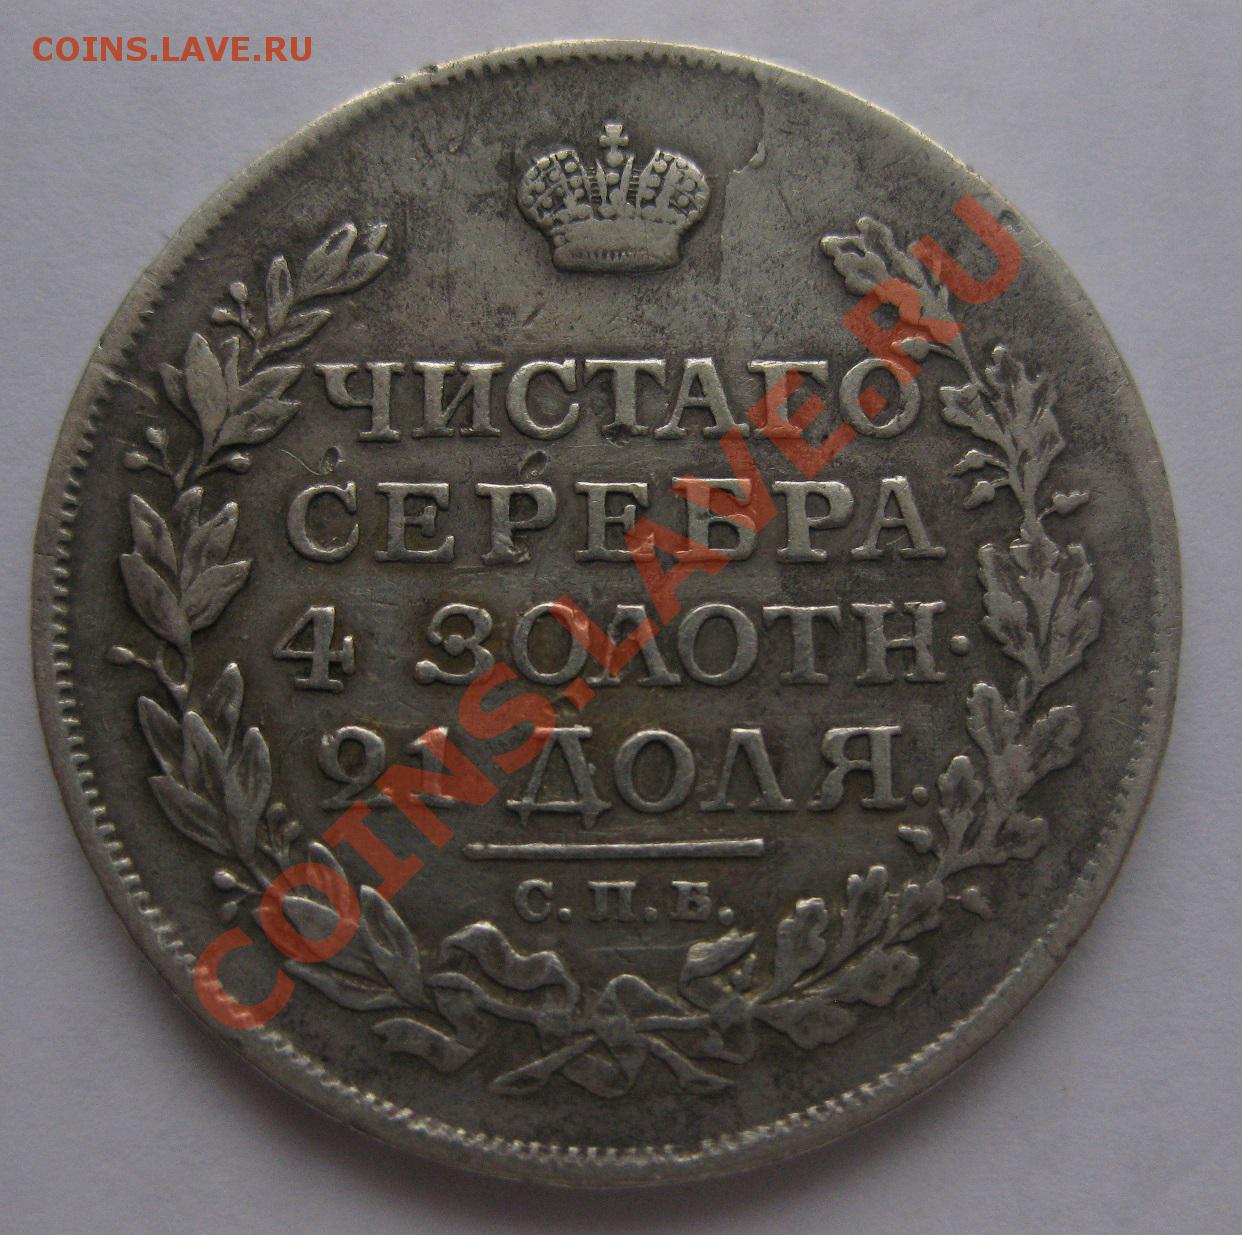 COINS.LAVE.RU
ЧИСТАГО
СЕРЕБРА
4 ЗОЛОТН.
21 ДОЛЯ.
С.П.Б.
COINS.LAVE.RU